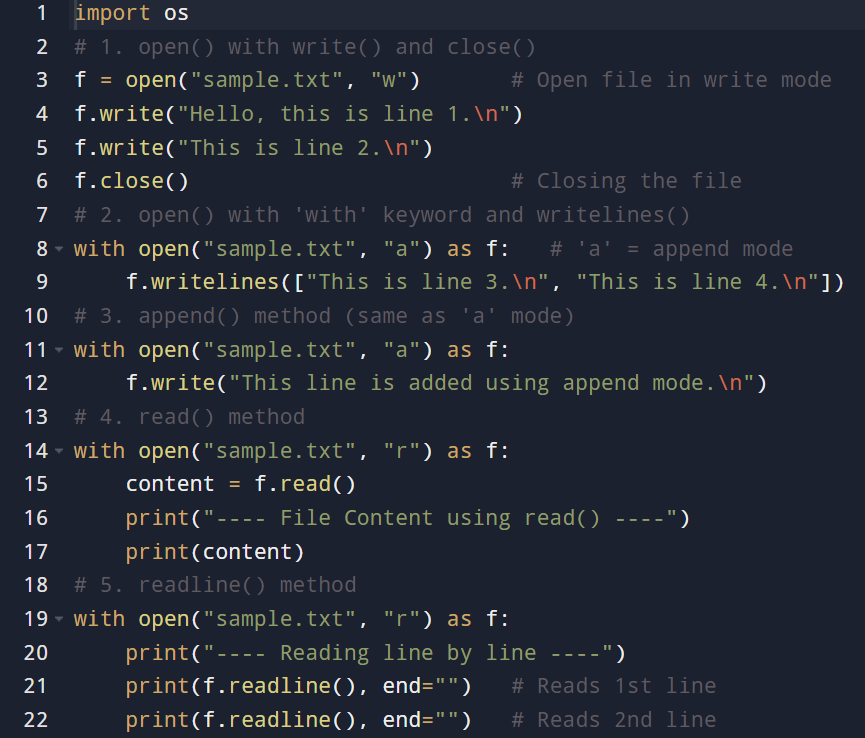 1 import os
2 # 1. open() with write() and close()
3 f = open("sample.txt", "w")       # Open file in write mode
4 f.write("Hello, this is line 1.\n")
5 f.write("This is line 2.\n")
6 f.close()                         # Closing the file
7 # 2. open() with 'with' keyword and writelines()
8 with open("sample.txt", "a") as f:   # 'a' = append mode
9     f.writelines(["This is line 3.\n", "This is line 4.\n"])
10 # 3. append() method (same as 'a' mode)
11 with open("sample.txt", "a") as f:
12     f.write("This line is added using append mode.\n")
13 # 4. read() method
14 with open("sample.txt", "r") as f:
15     content = f.read()
16     print("---- File Content using read() ----")
17     print(content)
18 # 5. readline() method
19 with open("sample.txt", "r") as f:
20     print("---- Reading line by line ----")
21     print(f.readline(), end="")   # Reads 1st line
22     print(f.readline(), end="")   # Reads 2nd line